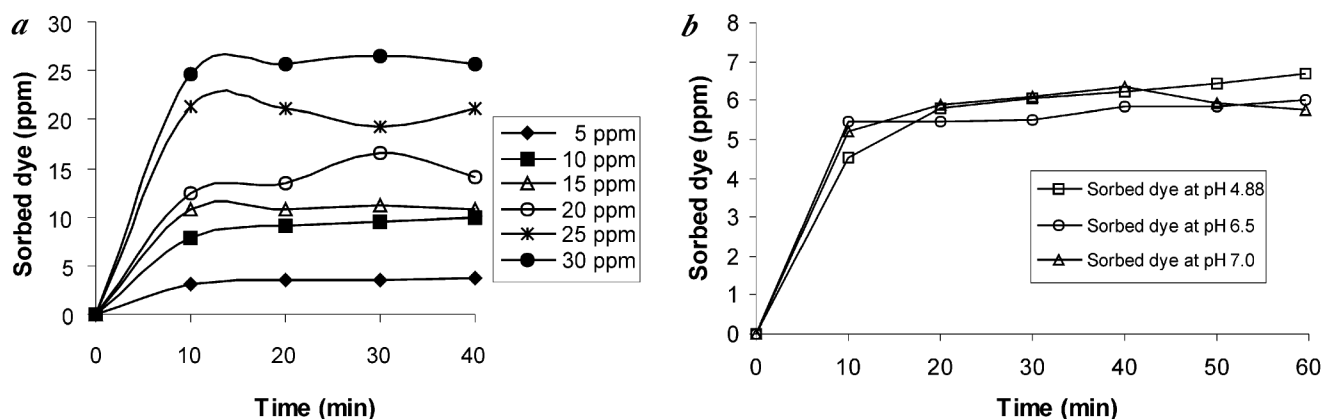 a
30
25
20
15
10
5
0
Sorbed dye (ppm)
0 10 20 30 40
Time (min)
5 ppm
10 ppm
15 ppm
20 ppm
25 ppm
30 ppm
b
8
7
6
5
4
3
2
1
0
Sorbed dye (ppm)
0 10 20 30 40 50 60
Time (min)
Sorbed dye at pH 4.88
Sorbed dye at pH 6.5
Sorbed dye at pH 7.0